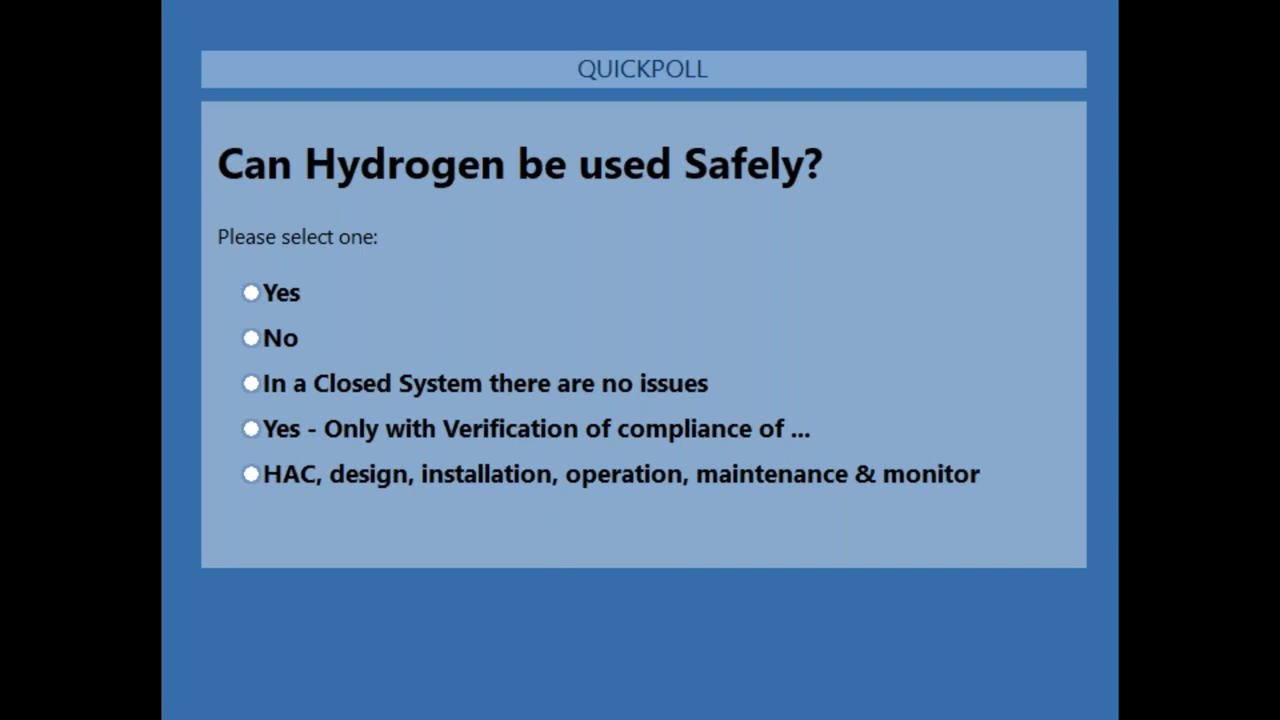 QUICKPOLL
Can Hydrogen be used Safely?
Please select one:
Yes
No
In a Closed System there are no issues
Yes - Only with Verification of compliance of ...
HAC, design, installation, operation, maintenance & monitor